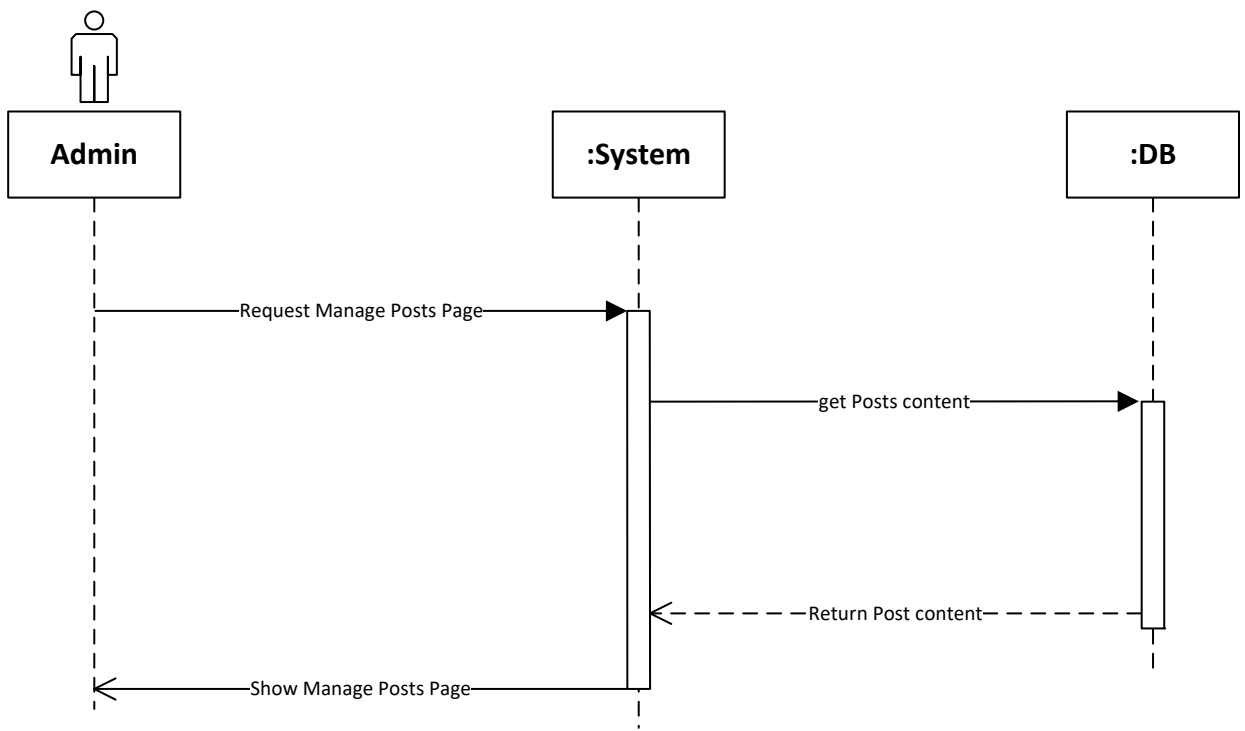 Admin
:System
:DB
Request Manage Posts Page
get Posts content
Return Post content
Show Manage Posts Page